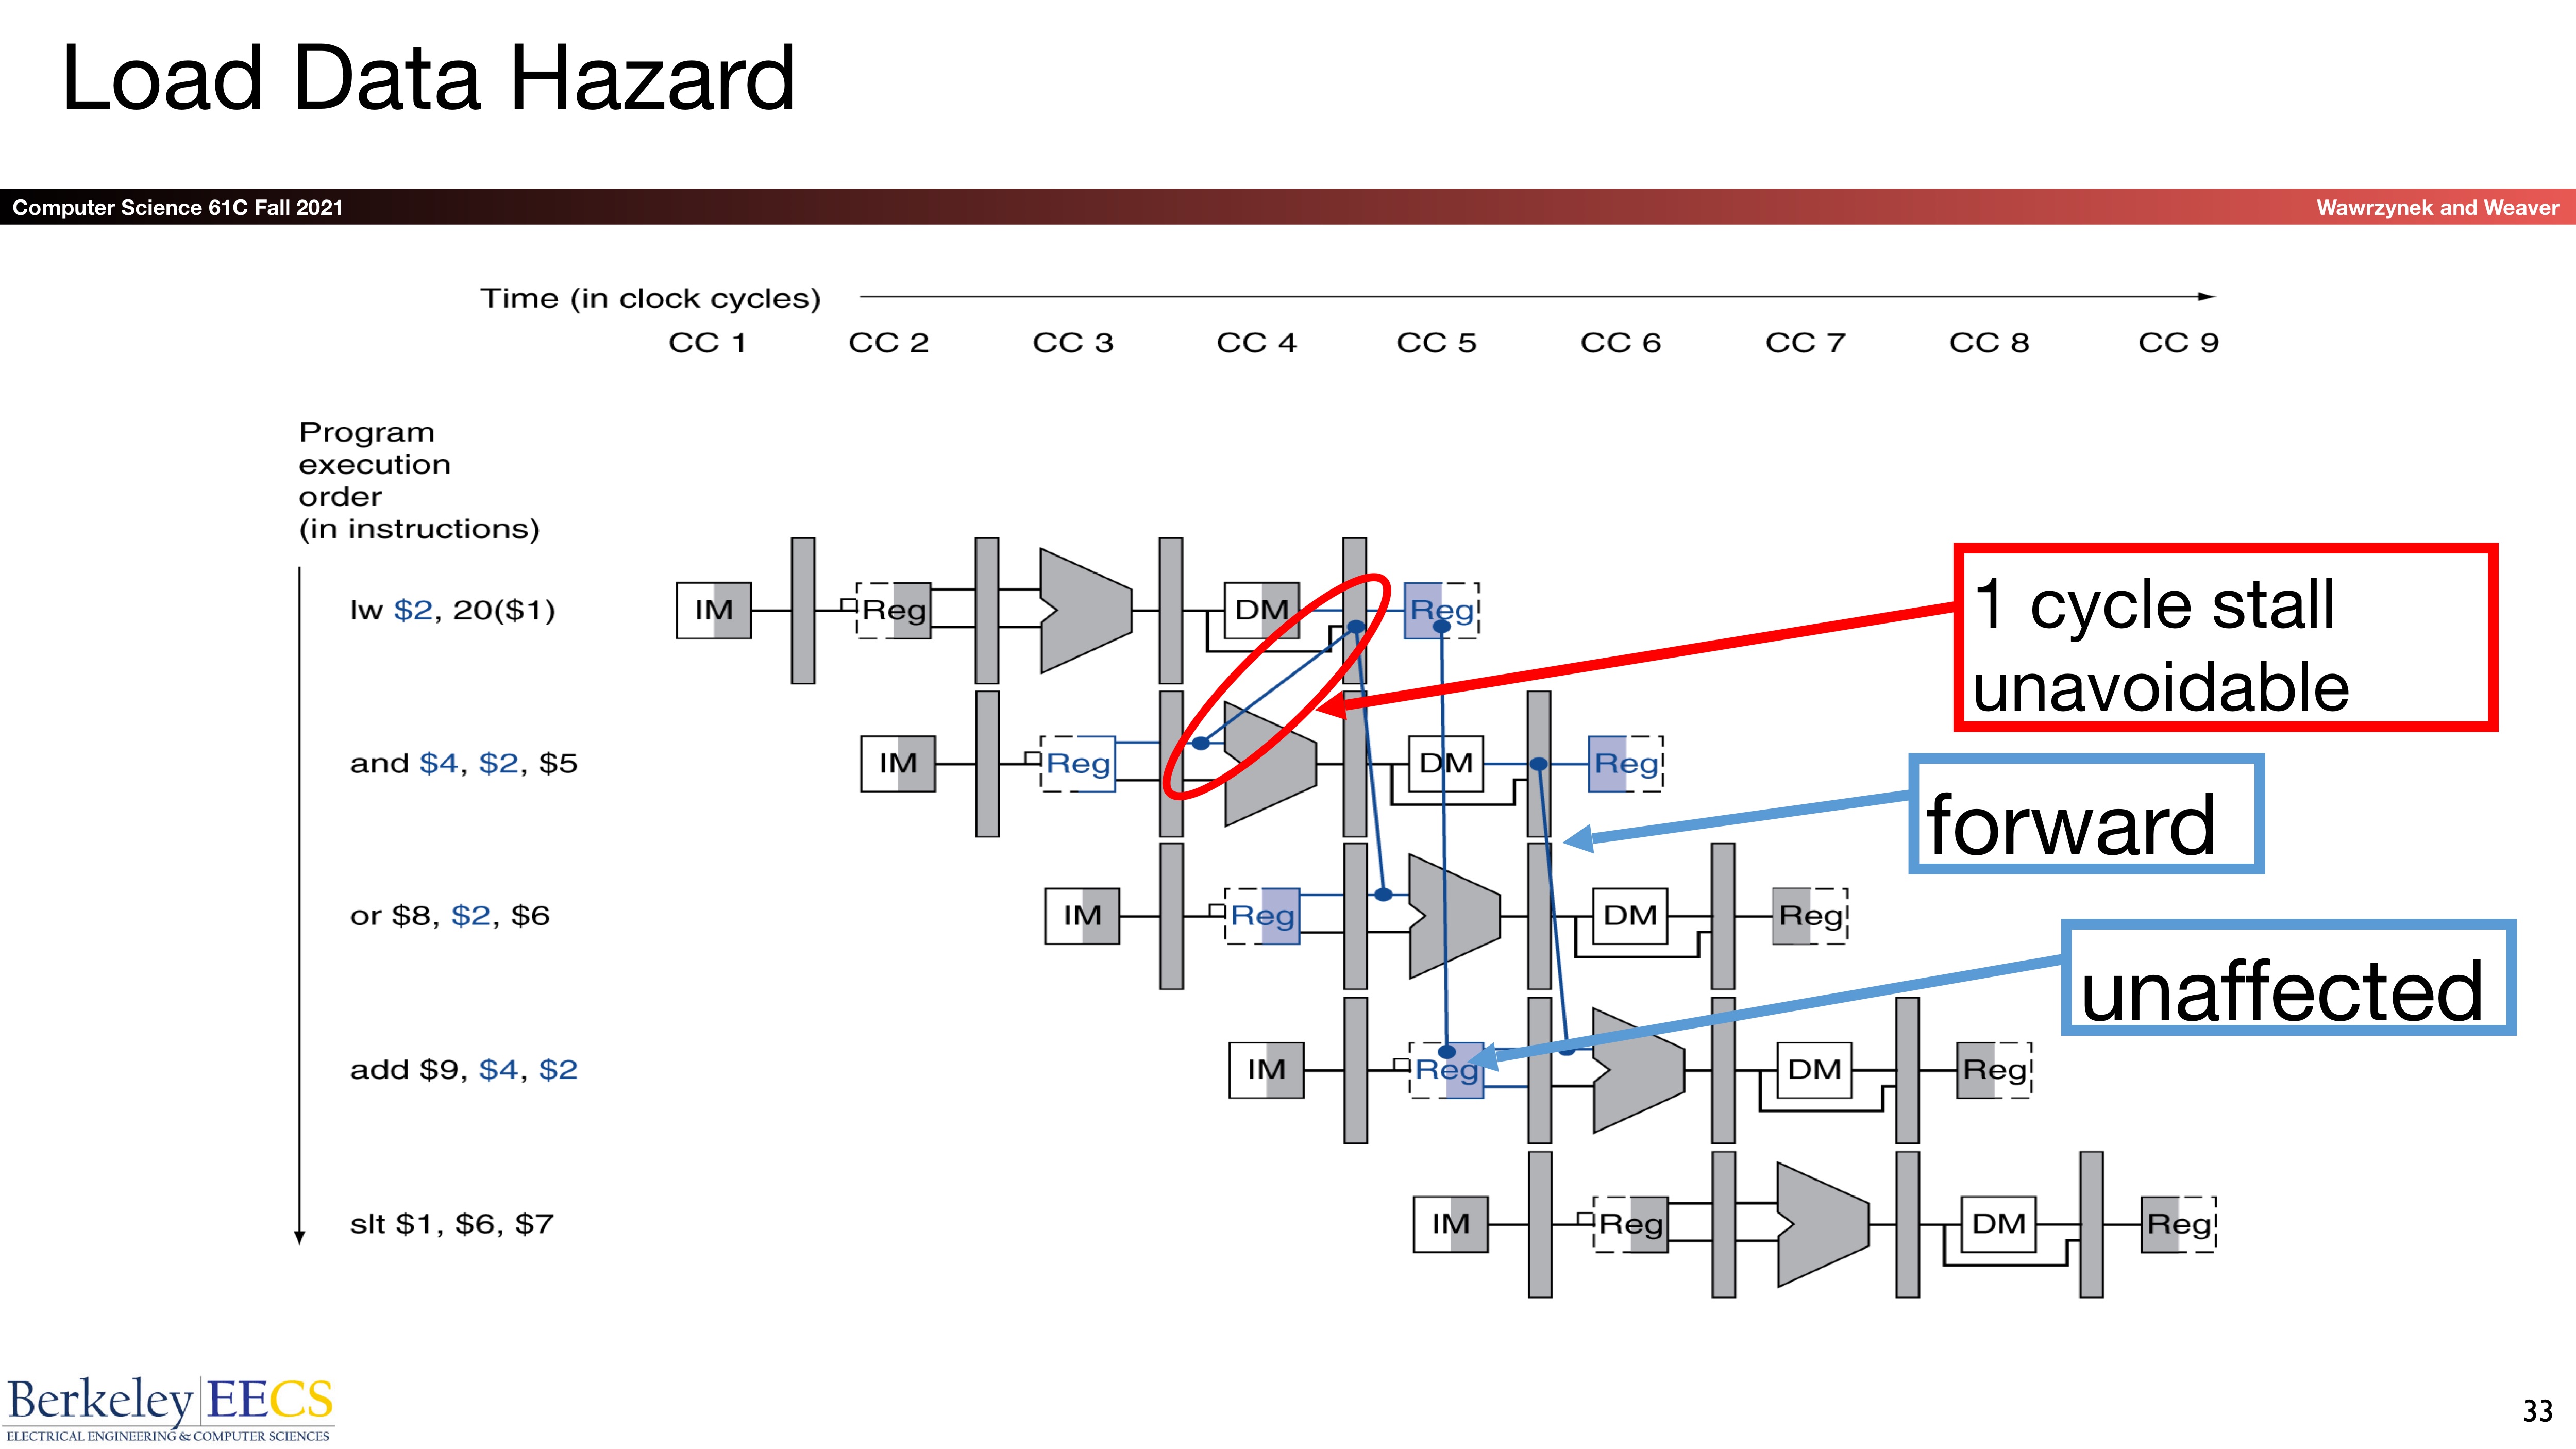 Load Data Hazard
Computer Science 61C Fall 2021
Wawrzynek and Weaver
Time (in clock cycles)
CC 1 CC 2 CC 3 CC 4 CC 5 CC 6 CC 7 CC 8 CC 9
Program
execution
order
(in instructions)
lw $2, 20($1)
IM Reg DM Reg
1 cycle stall
unavoidable
and $4, $2, $5
IM Reg DM Reg
forward
or $8, $2, $6
IM Reg DM Reg
unaffected
add $9, $4, $2
IM Reg DM Reg
slt $1, $6, $7
IM Reg DM Reg
Berkeley EECS
ELECTRICAL ENGINEERING & COMPUTER SCIENCES
33